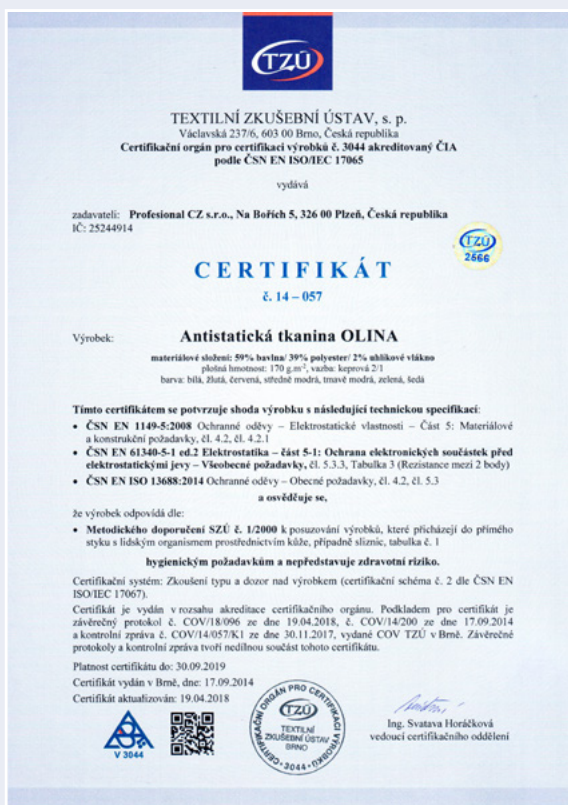 TZÚ
TEXTILNÍ ZKUŠEBNÍ ÚSTAV, s. p.
Václavská 237/6, 603 00 Brno, Česká republika
Certifikační orgán pro certifikaci výrobků č. 3044 akreditovaný ČIA
podle ČSN EN ISO/IEC 17065
vydává
zadavateli: Profesional CZ s.r.o., Na Bořích 5, 326 00 Plzeň, Česká republika
IČ: 25244914
TZÚ
2566
CERTIFIKÁT
č. 14 – 057
Výrobek: Antistatická tkanina OLINA
materiálové složení: 59% bavlna/ 39% polyester/ 2% uhlíkové vlákno
plošná hmotnost: 170 g.m-2, vazba: keprová 2/1
barva: bílá, žlutá, červená, středně modrá, tmavě modrá, zelená, šedá
Tímto certifikátem se potvrzuje shoda výrobku s následující technickou specifikací:
• ČSN EN 1149-5:2008 Ochranné oděvy – Elektrostatické vlastnosti – Část 5: Materiálové
a konstrukční požadavky, čl. 4.2, čl. 4.2.1
• ČSN EN 61340-5-1 ed.2 Elektrostatika – část 5-1: Ochrana elektronických součástek před
elektrostatickými jevy – Všeobecné požadavky, čl. 5.3.3, Tabulka 3 (Rezistance mezi 2 body)
• ČSN EN ISO 13688:2014 Ochranné oděvy – Obecné požadavky, čl. 4.2, čl. 5.3
a osvědčuje se,
že výrobek odpovídá dle:
• Metodického doporučení SZÚ č. 1/2000 k posuzování výrobků, které přicházejí do přímého
styku s lidským organismem prostřednictvím kůže, případně sliznic, tabulka č. 1
hygienickým požadavkům a nepředstavuje zdravotní riziko.
Certifikační systém: Zkoušení typu a dozor nad výrobkem (certifikační schéma č. 2 dle ČSN EN
ISO/IEC 17067).
Certifikát je vydán v rozsahu akreditace certifikačního orgánu. Podkladem pro certifikát je
závěrečný protokol č. COV/18/096 ze dne 19.04.2018, č. COV/14/200 ze dne 17.09.2014
a kontrolní zpráva č. COV/14/057/K1 ze dne 30.11.2017, vydané COV TZÚ v Brně. Závěrečné
protokoly a kontrolní zpráva tvoří nedílnou součást tohoto certifikátu.
Platnost certifikátu do: 30.09.2019
Certifikát vydán v Brně, dne: 17.09.2014
Certifikát aktualizován: 19.04.2018
V 3044
CERTIFIKAČNÍ ORGÁN PRO CERTIFIKACI VÝROBKŮ
TZÚ
TEXTILNÍ
ZKUŠEBNÍ ÚSTAV
BRNO
3044
Ing. Svatava Horáčková
vedoucí certifikačního oddělení